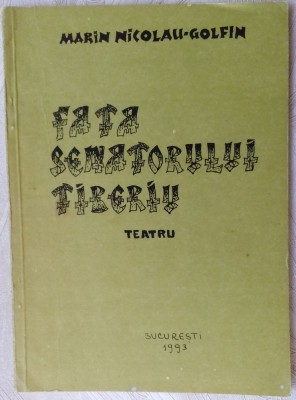 MARIN NICOLAU-GOLFIN
FATA
SENATORULUI
TIBERIU
TEATRU
BUCUREȘTI
1993